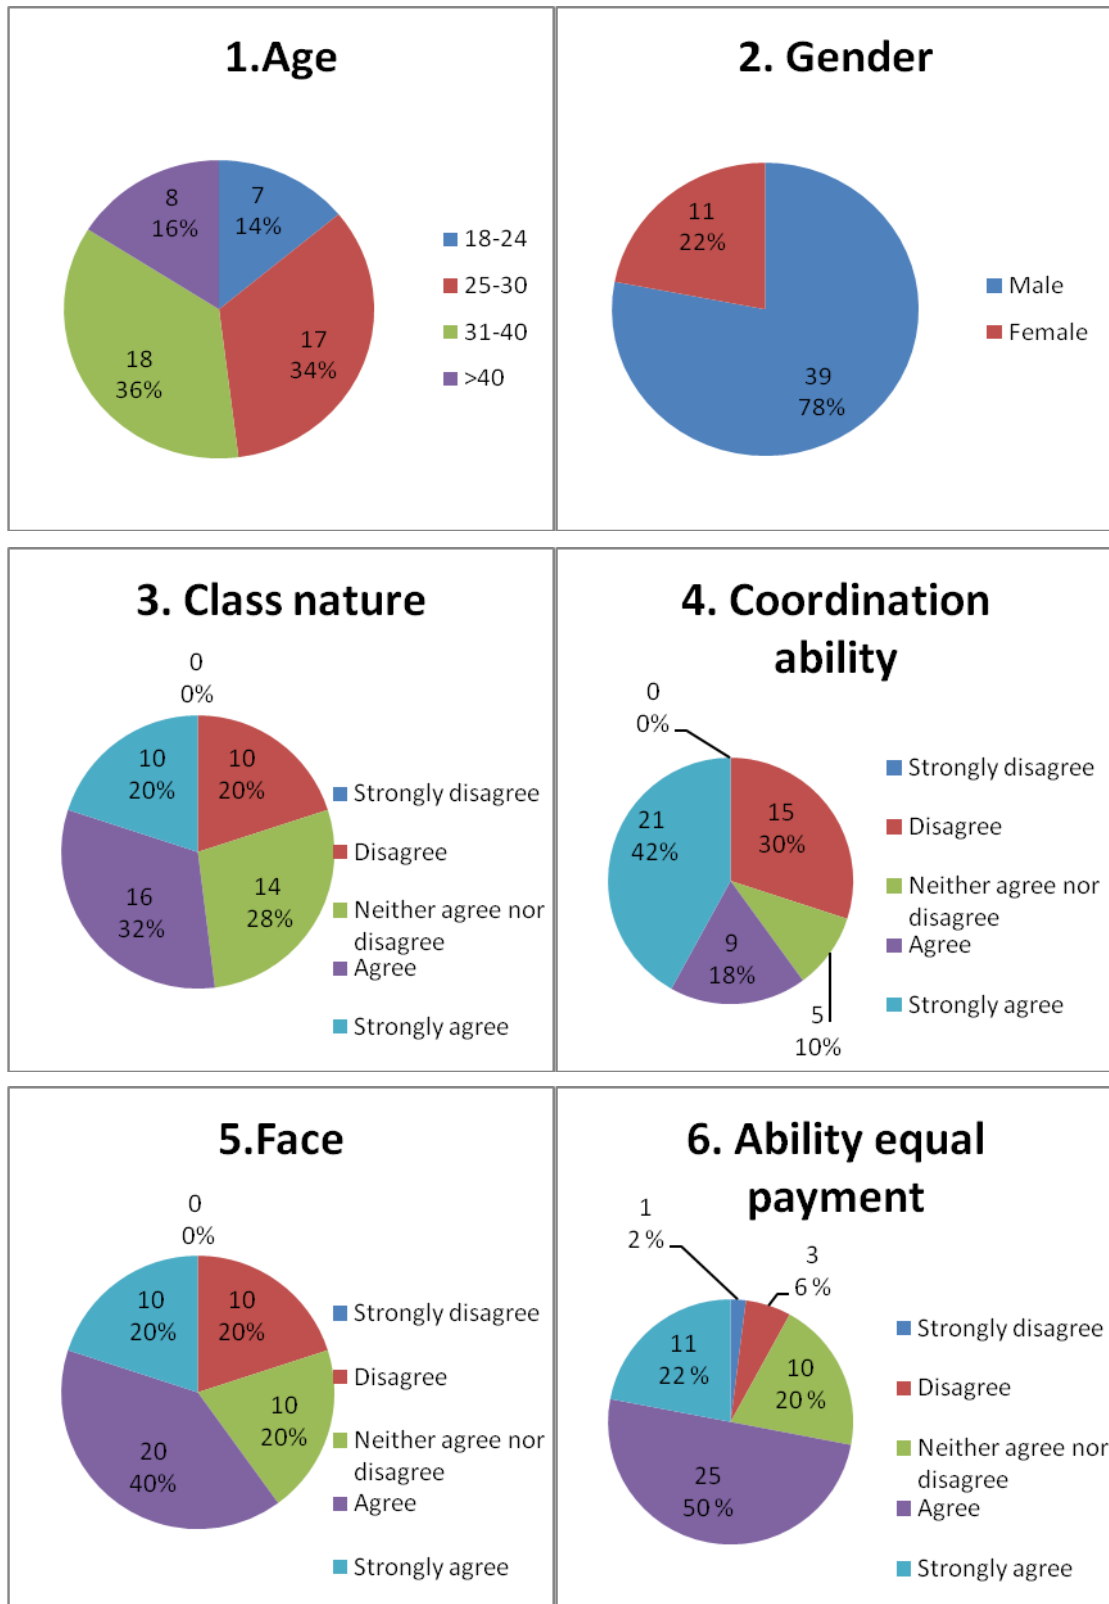 1.Age
8
16%
7
14%
18
36%
17
34%
18-24
25-30
31-40
>40
2. Gender
11
22%
39
78%
Male
Female
3. Class nature
0
0%
10
20%
10
20%
16
32%
14
28%
Strongly disagree
Disagree
Neither agree nor
disagree
Agree
Strongly agree
4. Coordination
ability
0
0%
21
42%
15
30%
9
18%
5
10%
Strongly disagree
Disagree
Neither agree nor
disagree
Agree
Strongly agree
5.Face
0
0%
10
20%
10
20%
10
20%
20
40%
Strongly disagree
Disagree
Neither agree nor
disagree
Agree
Strongly agree
6. Ability equal
payment
1
2%
3
6%
11
22%
10
20%
25
50%
Strongly disagree
Disagree
Neither agree nor
disagree
Agree
Strongly agree